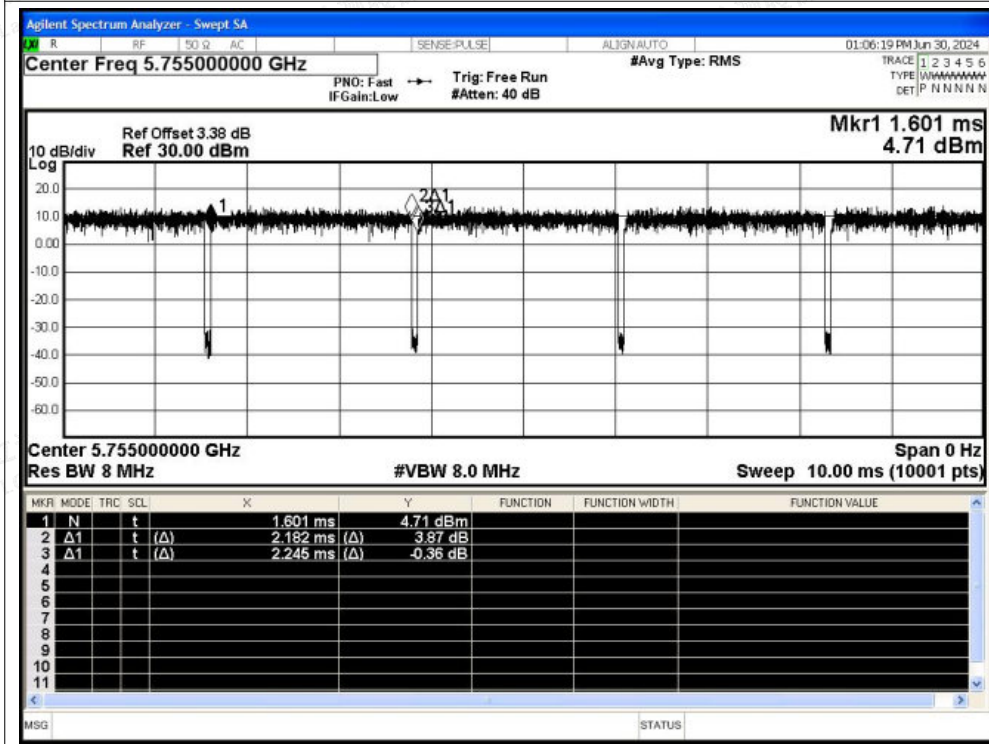 Agilent Spectrum Analyzer - Swept SA
R RF 50 Ω AC SENSE:PULSE ALIGN AUTO 01:06:19 PM Jun 30, 2024
Center Freq 5.755000000 GHz #Avg Type: RMS TRACE 1 2 3 4 5 6
PNO: Fast Trig: Free Run TYPE
IFGain:Low #Atten: 40 dB DET P N N N N N
Mkr1 1.601 ms
Ref Offset 3.38 dB
10 dB/div Ref 30.00 dBm 4.71 dBm
Log
20.0
10.0
0.00
-10.0
-20.0
-30.0
-40.0
-50.0
-60.0
1
2Δ1
3Δ1
Center 5.755000000 GHz Span 0 Hz
Res BW 8 MHz #VBW 8.0 MHz Sweep 10.00 ms (10001 pts)
MKR MODE TRC SCL X Y FUNCTION FUNCTION WIDTH FUNCTION VALUE
1 N t 1.601 ms 4.71 dBm
2 Δ1 t (Δ) 2.182 ms (Δ) 3.87 dB
3 Δ1 t (Δ) 2.245 ms (Δ) -0.36 dB
4
5
6
7
8
9
10
11
MSG STATUS